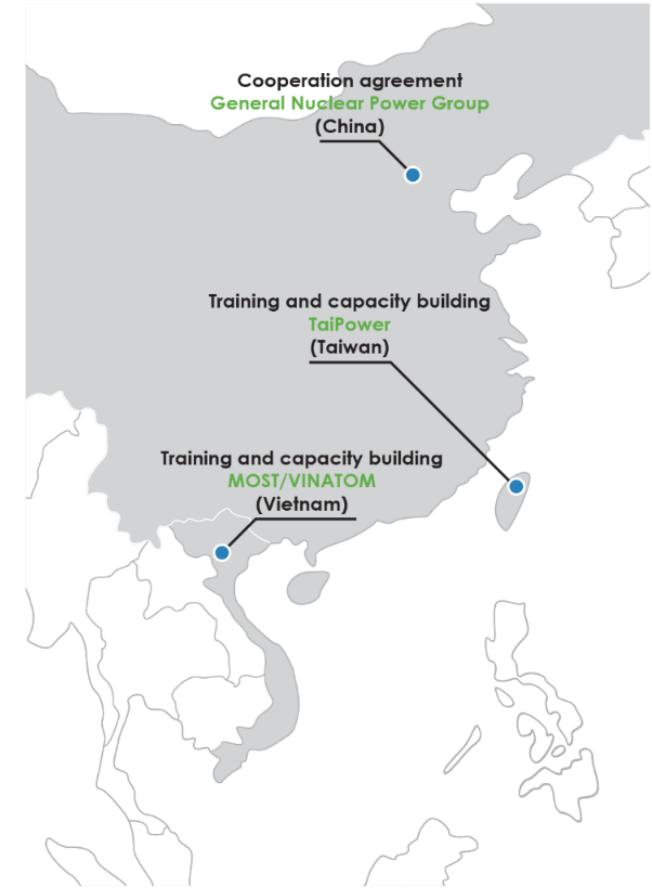 Cooperation agreement
General Nuclear Power Group
(China)
Training and capacity building
TaiPower
(Taiwan)
Training and capacity building
MOST/VINATOM
(Vietnam)